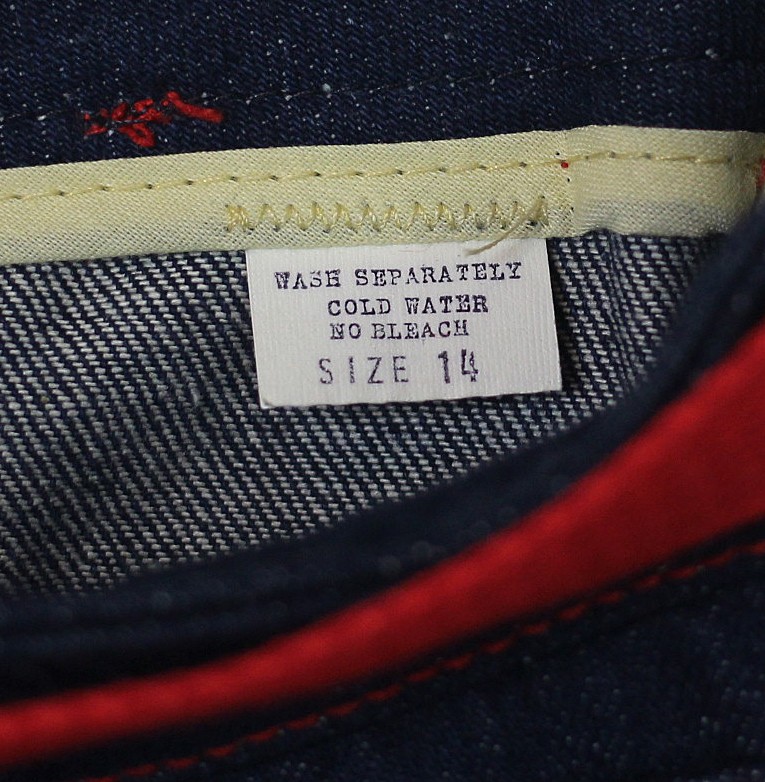 WASH SEPARATELY
COLD WATER
NO BLEACH
SIZE 14